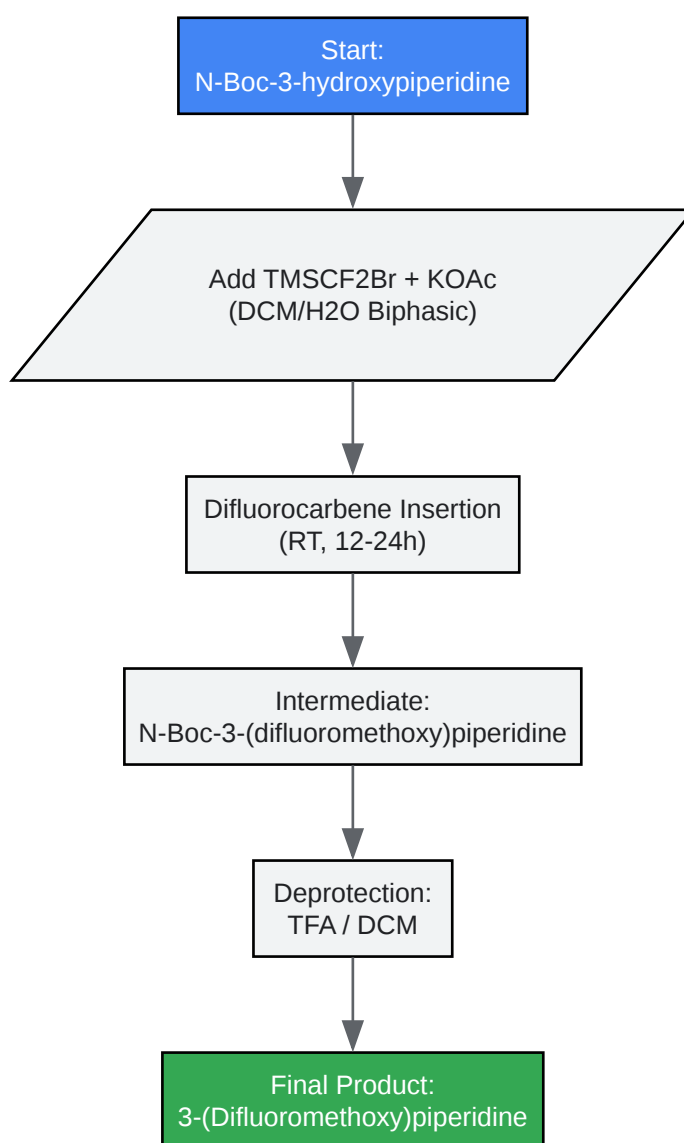 Start:
N-Boc-3-hydroxypiperidine
Add TMSCF2Br + KOAc
(DCM/H2O Biphasic)
Difluorocarbene Insertion
(RT, 12-24h)
Intermediate:
N-Boc-3-(difluoromethoxy)piperidine
Deprotection:
TFA / DCM
Final Product:
3-(Difluoromethoxy)piperidine